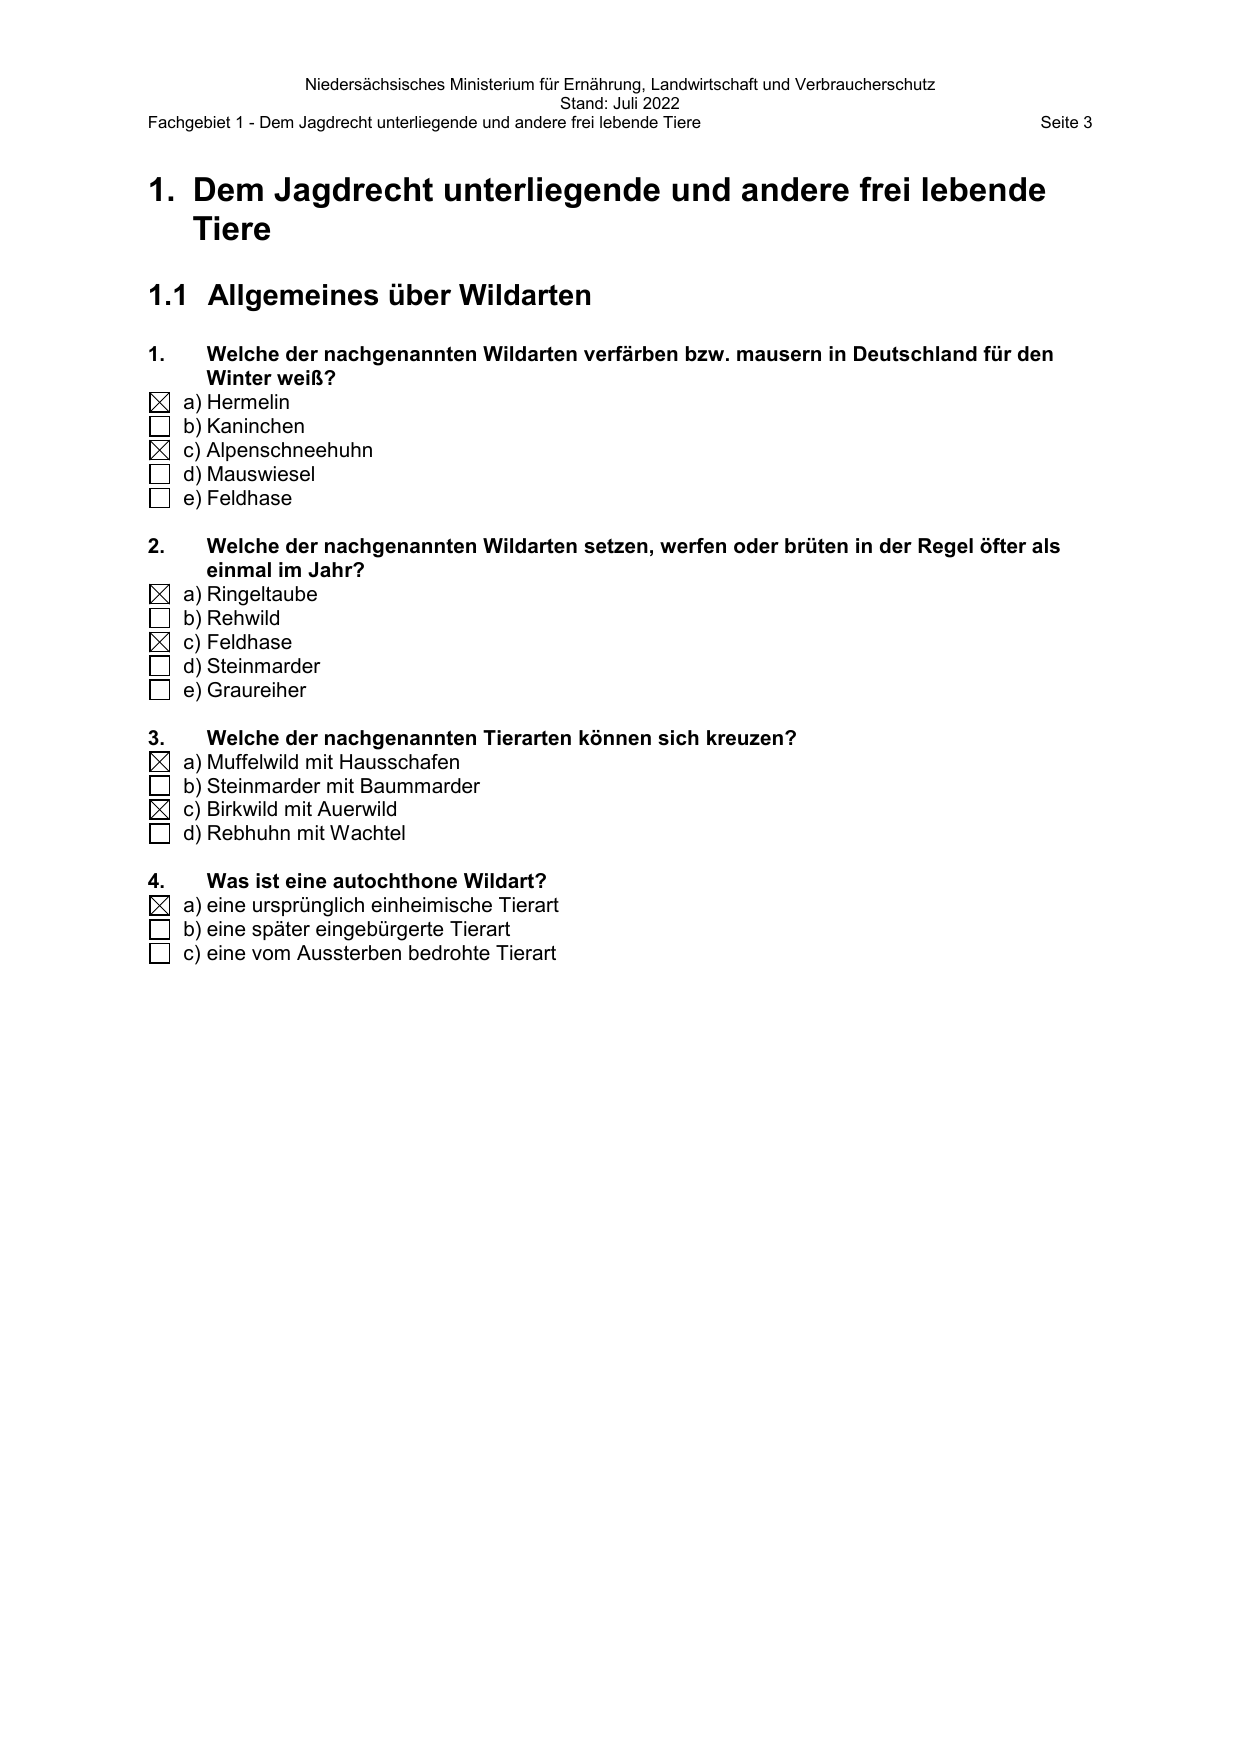 Niedersächsisches Ministerium für Ernährung, Landwirtschaft und Verbraucherschutz
Stand: Juli 2022
Fachgebiet 1 - Dem Jagdrecht unterliegende und andere frei lebende Tiere Seite 3
1. Dem Jagdrecht unterliegende und andere frei lebende
Tiere
1.1 Allgemeines über Wildarten
1. Welche der nachgenannten Wildarten verfärben bzw. mausern in Deutschland für den
Winter weiß?
☒ a) Hermelin
☐ b) Kaninchen
☒ c) Alpenschneehuhn
☐ d) Mauswiesel
☐ e) Feldhase
2. Welche der nachgenannten Wildarten setzen, werfen oder brüten in der Regel öfter als
einmal im Jahr?
☒ a) Ringeltaube
☐ b) Rehwild
☒ c) Feldhase
☐ d) Steinmarder
☐ e) Graureiher
3. Welche der nachgenannten Tierarten können sich kreuzen?
☒ a) Muffelwild mit Hausschafen
☐ b) Steinmarder mit Baummarder
☒ c) Birkwild mit Auerwild
☐ d) Rebhuhn mit Wachtel
4. Was ist eine autochthone Wildart?
☒ a) eine ursprünglich einheimische Tierart
☐ b) eine später eingebürgerte Tierart
☐ c) eine vom Aussterben bedrohte Tierart